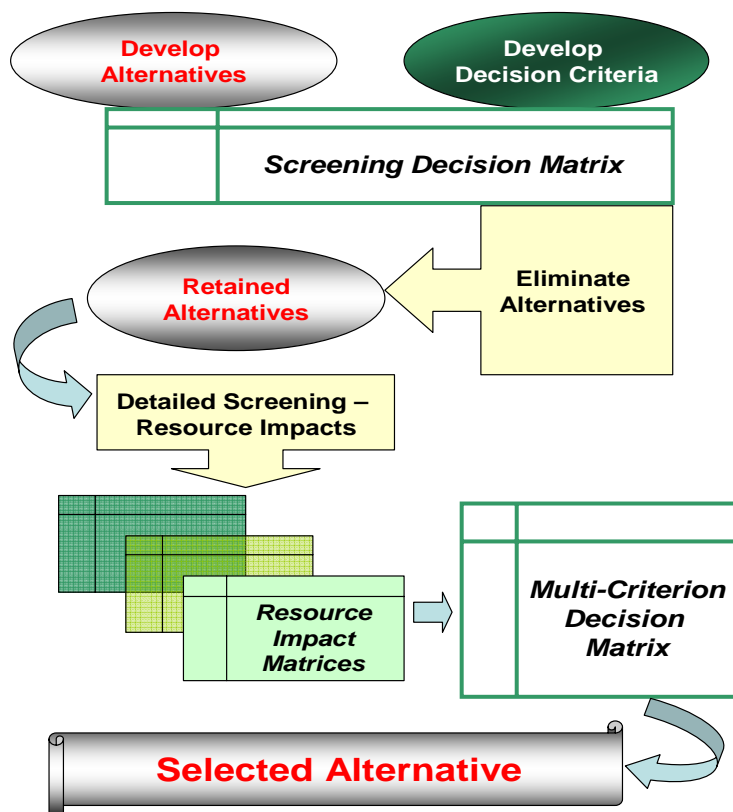 Develop
Alternatives
Develop
Decision Criteria
Screening Decision Matrix
Eliminate
Alternatives
Retained
Alternatives
Detailed Screening –
Resource Impacts
Resource
Impact
Matrices
Multi-Criterion
Decision
Matrix
Selected Alternative